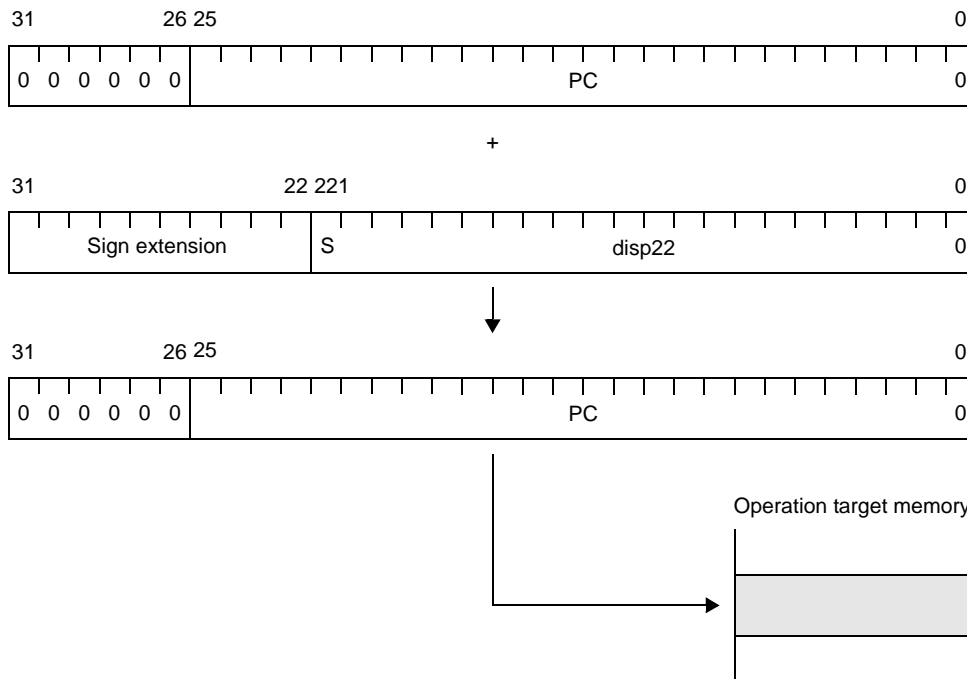 31 26 25 0
0 0 0 0 0 0 PC 0
+
31 22 221 0
Sign extension S disp22 0
31 26 25 0
0 0 0 0 0 0 PC 0
Operation target memory